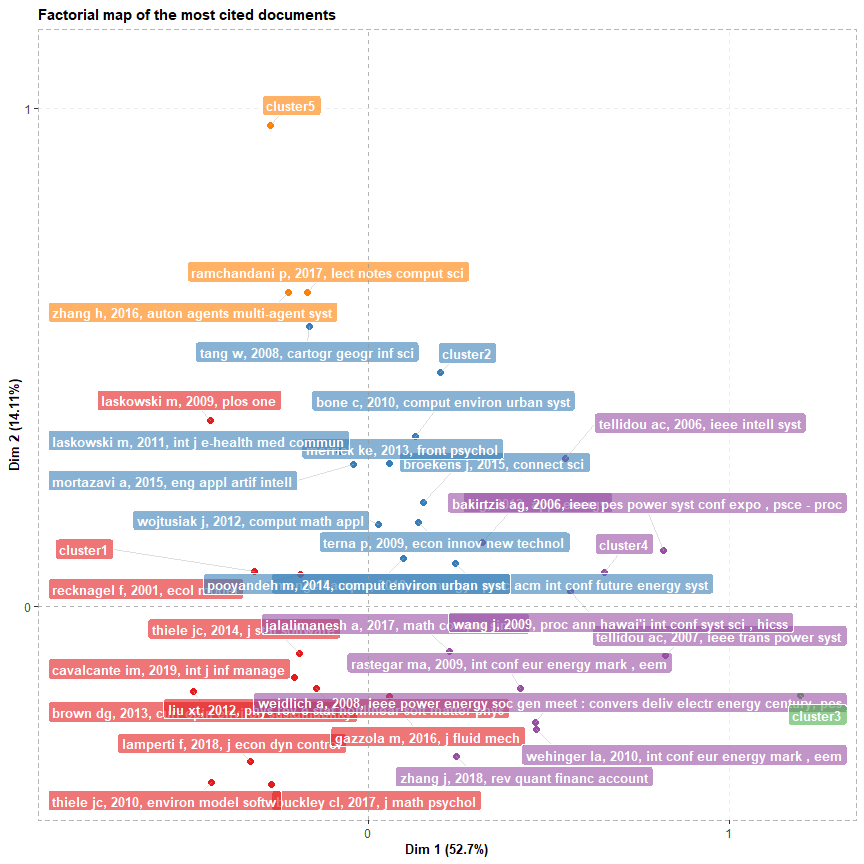 Factorial map of the most cited documents
cluster5
1
ramchandani p, 2017, lect notes comput sci
zhang h, 2016, auton agents multi-agent syst
tang w, 2008, cartogr geogr inf sci
cluster2
laskowski m, 2009, plos one
bone c, 2010, comput environ urban syst
tellidou ac, 2006, ieee intell syst
laskowski m, 2011, int j e-health med commun
merrick ke, 2013, front psychol
broekens j, 2015, connect sci
mortazavi a, 2015, eng appl artif intell
bakirtzis ag, 2006, ieee pes power syst conf expo , psce - proc
wojtusiak j, 2012, comput math appl
terna p, 2009, econ innov new technol
cluster1
cluster4
recknagel f, 2001, ecol
pooyandeh m, 2014, comput environ urban syst
acm int conf future energy syst
0
thiele jc, 2014, j
jalalimanesh a, 2017, math
wang j, 2009, proc ann hawai'i int conf syst sci , hicss
tellidou ac, 2007, ieee trans power syst
rastegar ma, 2009, int conf eur energy mark , eem
cavalcante im, 2019, int j inf manage
weidlich a, 2008, ieee power energy soc gen meet : convers deliv electr energy century, pes
brown dg, 2013,
liu xt, 2012,
cluster3
lamperti f, 2018, j econ dyn control
gazzola m, 2016, j fluid mech
wehinger la, 2010, int conf eur energy mark , eem
zhang j, 2018, rev quant financ account
thiele jc, 2010, environ model softw
buckley cl, 2017, j math psychol
0
1
Dim 1 (52.7%)
Dim 2 (14.11%)